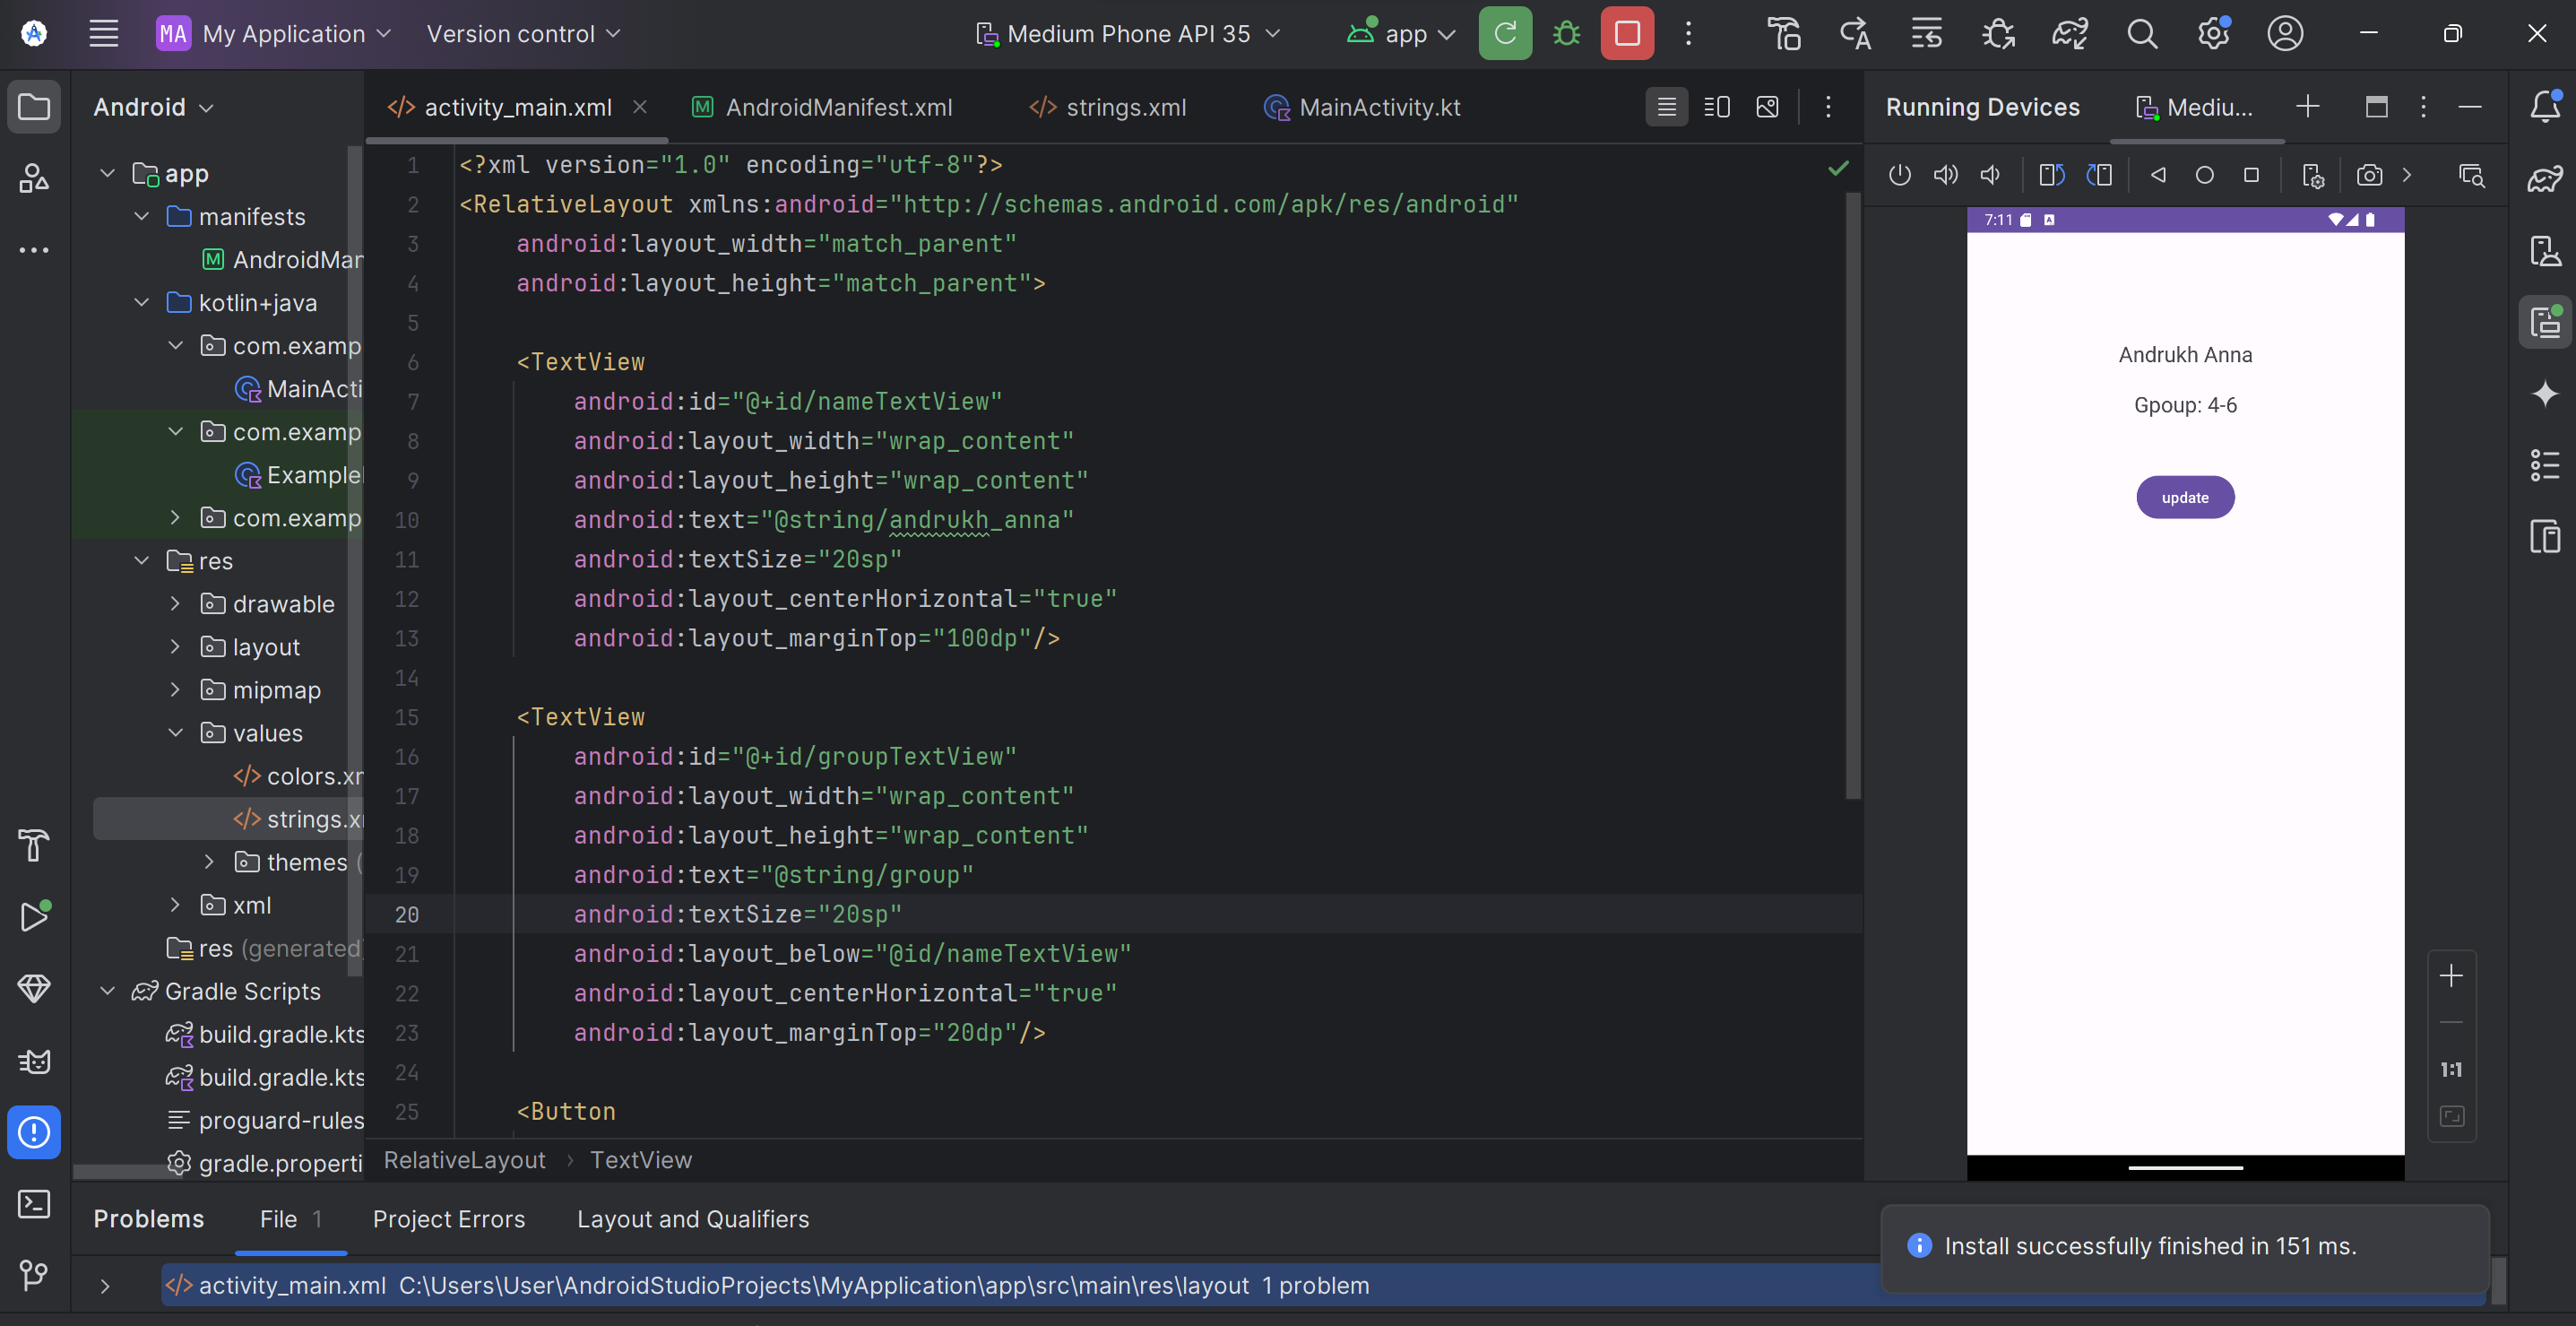 MA My Application Version control Medium Phone API 35 app
Android
app
manifests
AndroidMan
kotlin+java
com.examp
MainActi
com.examp
Example
com.examp
res
drawable
layout
mipmap
values
colors.xm
strings.x
themes (
xml
res (generated
Gradle Scripts
build.gradle.kts
build.gradle.kts
proguard-rules
gradle.properti
activity_main.xml AndroidManifest.xml strings.xml MainActivity.kt
1 <?xml version="1.0" encoding="utf-8"?>
2 <RelativeLayout xmlns:android="http://schemas.android.com/apk/res/android"
3 android:layout_width="match_parent"
4 android:layout_height="match_parent">
5
6 <TextView
7 android:id="@+id/nameTextView"
8 android:layout_width="wrap_content"
9 android:layout_height="wrap_content"
10 android:text="@string/andrukh_anna"
11 android:textSize="20sp"
12 android:layout_centerHorizontal="true"
13 android:layout_marginTop="100dp"/>
14
15 <TextView
16 android:id="@+id/groupTextView"
17 android:layout_width="wrap_content"
18 android:layout_height="wrap_content"
19 android:text="@string/group"
20 android:textSize="20sp"
21 android:layout_below="@id/nameTextView"
22 android:layout_centerHorizontal="true"
23 android:layout_marginTop="20dp"/>
24
25 <Button
RelativeLayout › TextView
Running Devices Mediu...
7:11
Andrukh Anna
Gpoup: 4-6
update
1:1
Problems File 1 Project Errors Layout and Qualifiers
activity_main.xml C:\Users\User\AndroidStudioProjects\MyApplication\app\src\main\res\layout 1 problem
Install successfully finished in 151 ms.